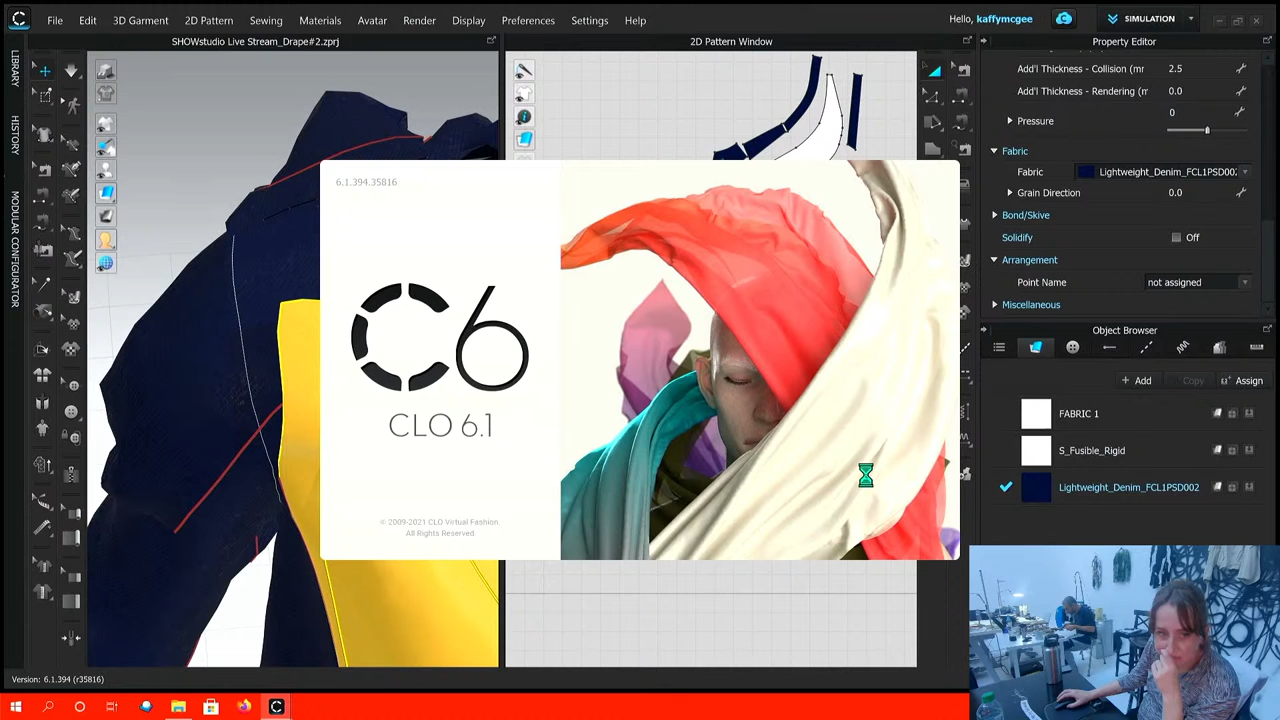 File Edit 3D Garment 2D Pattern Sewing Materials Avatar Render Display Preferences Settings Help
Hello, kaffymcgee
SIMULATION
SHOWstudio Live Stream_Drape#2.zprj
2D Pattern Window
Property Editor
LIBRARY
HISTORY
MODULAR CONFIGURATOR
Add'l Thickness - Collision (mr 2.5
Add'l Thickness - Rendering (m 0.0
Pressure 0
Fabric
Fabric Lightweight_Denim_FCL1PSD002
Grain Direction 0.0
Bond/Skive
Solidify Off
Arrangement
Point Name not assigned
Miscellaneous
Object Browser
+ Add Copy Assign
FABRIC 1
S_Fusible_Rigid
Lightweight_Denim_FCL1PSD002
6.1.394.35816
C6
CLO 6.1
© 2009-2021 CLO Virtual Fashion.
All Rights Reserved.
Version: 6.1.394 (r35816)